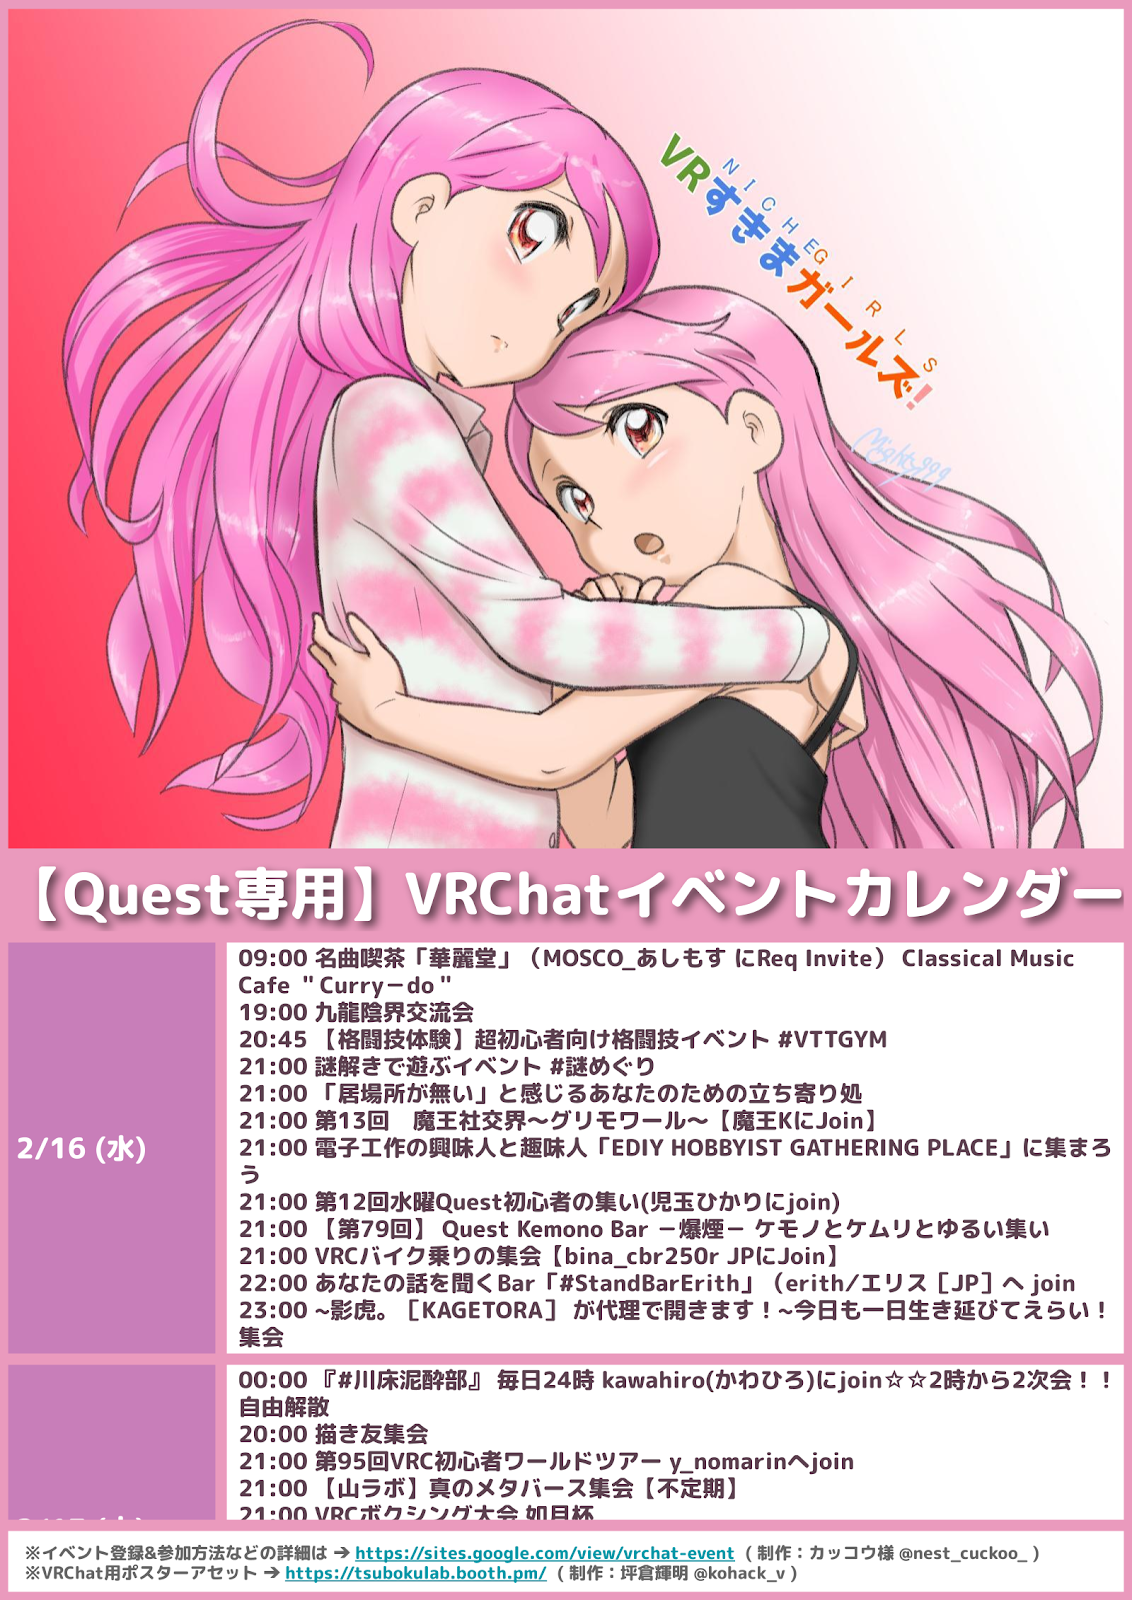 NICHE GIRLS
VRすきまガールズ!
Mighty999
【Quest専用】VRChatイベントカレンダー
2/16 (水)
09:00 名曲喫茶「華麗堂」（MOSCO_あしもす にReq Invite） Classical Music
Cafe ＂Curry－do＂
19:00 九龍陰界交流会
20:45 【格闘技体験】超初心者向け格闘技イベント #VTTGYM
21:00 謎解きで遊ぶイベント #謎めぐり
21:00 「居場所が無い」と感じるあなたのための立ち寄り処
21:00 第13回　魔王社交界～グリモワール～【魔王KにJoin】
21:00 電子工作の興味人と趣味人「EDIY HOBBYIST GATHERING PLACE」に集まろ
う
21:00 第12回水曜Quest初心者の集い(児玉ひかりにjoin)
21:00 【第79回】 Quest Kemono Bar －爆煙－ ケモノとケムリとゆるい集い
21:00 VRCバイク乗りの集会【bina_cbr250r JPにJoin】
22:00 あなたの話を聞くBar「#StandBarErith」（erith/エリス［JP］へ join
23:00 ~影虎。［KAGETORA］ が代理で開きます！~今日も一日生き延びてえらい！
集会
00:00 『#川床泥酔部』 毎日24時 kawahiro(かわひろ)にjoin☆☆2時から2次会！！
自由解散
20:00 描き友集会
21:00 第95回VRC初心者ワールドツアー y_nomarinへjoin
21:00 【山ラボ】真のメタバース集会【不定期】
21:00 VRCボクシング大会 如月杯
※イベント登録&参加方法などの詳細は ➔ https://sites.google.com/view/vrchat-event （ 制作：カッコウ様 @nest_cuckoo_ ）
※VRChat用ポスターアセット ➔ https://tsubokulab.booth.pm/ （ 制作：坪倉輝明 @kohack_v ）